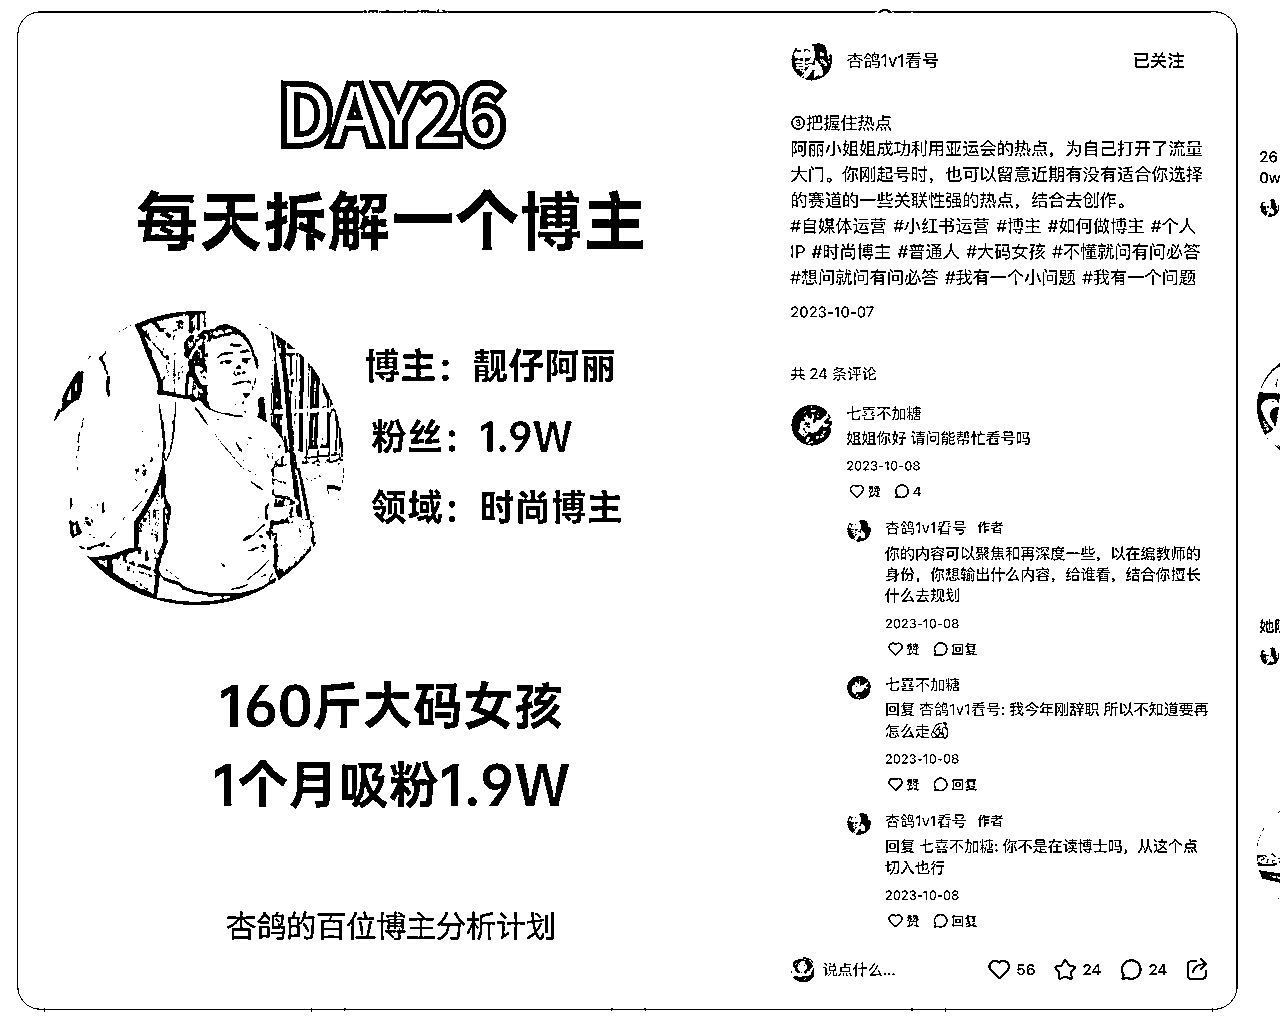 DAY26
每天拆解一个博主
博主：靓仔阿丽
粉丝：1.9W
领域：时尚博主
160斤大码女孩
1个月吸粉1.9W
杏鸽的百位博主分析计划
杏鸽1v1看号
已关注
③把握住热点
阿丽小姐姐成功利用亚运会的热点，为自己打开了流量
大门。你刚起号时，也可以留意近期有没有适合你选择
的赛道的一些关联性强的热点，结合去创作。
#自媒体运营 #小红书运营 #博主 #如何做博主 #个人
IP #时尚博主 #普通人 #大码女孩 #不懂就问有问必答
#想问就问有问必答 #我有一个小问题 #我有一个问题
2023-10-07
共 24 条评论
七喜不加糖
姐姐你好 请问能帮忙看号吗
2023-10-08
赞 4
杏鸽1v1看号 作者
你的内容可以聚焦和再深度一些，以在编教师的
身份，你想输出什么内容，给谁看，结合你擅长
什么去规划
2023-10-08
赞 回复
七喜不加糖
回复 杏鸽1v1看号: 我今年刚辞职 所以不知道要再
怎么走
2023-10-08
赞 回复
杏鸽1v1看号 作者
回复 七喜不加糖: 你不是在读博士吗，从这个点
切入也行
2023-10-08
赞 回复
说点什么...
56 24 24
26
0w